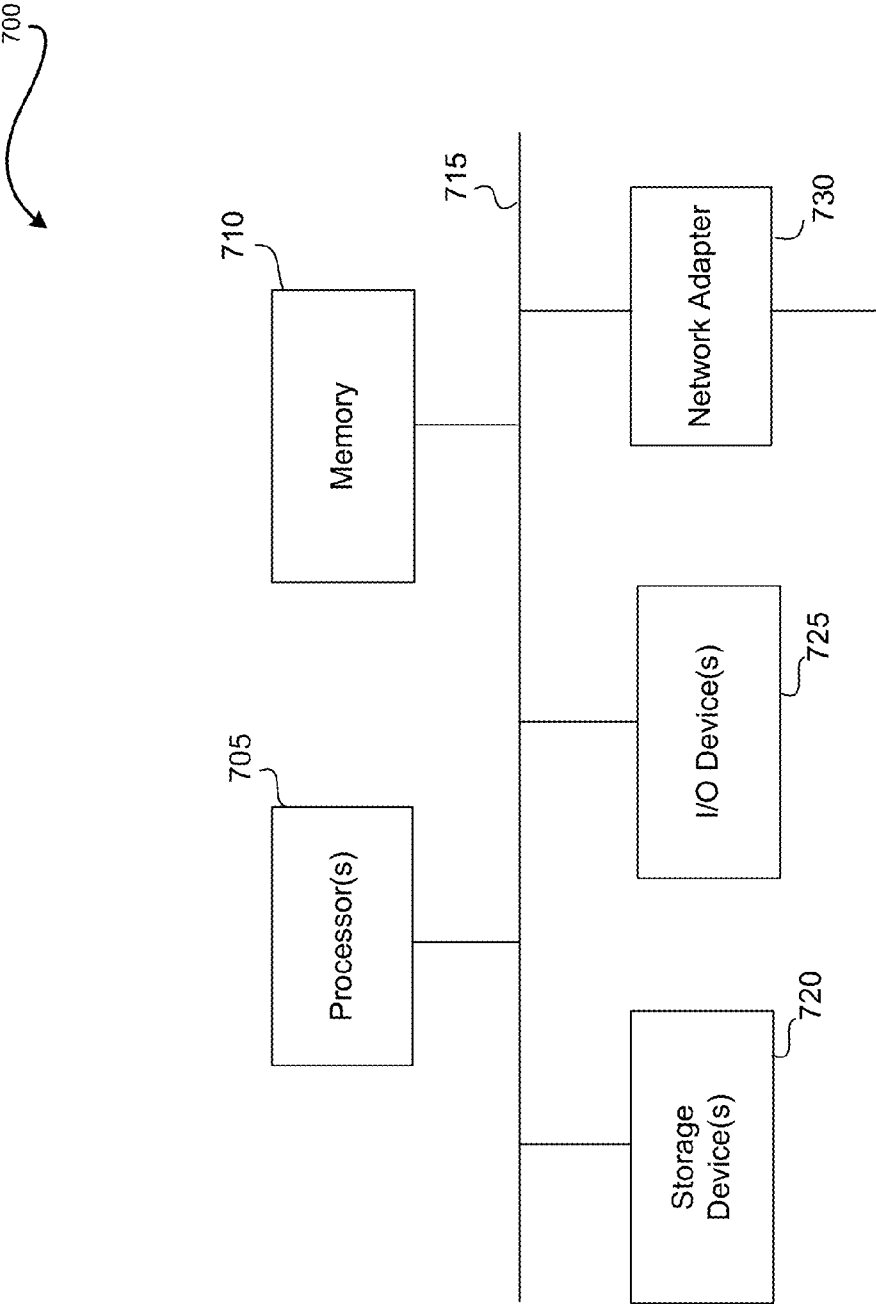 700
705
Processor(s)
710
Memory
715
720
Storage
Device(s)
725
I/O Device(s)
730
Network Adapter